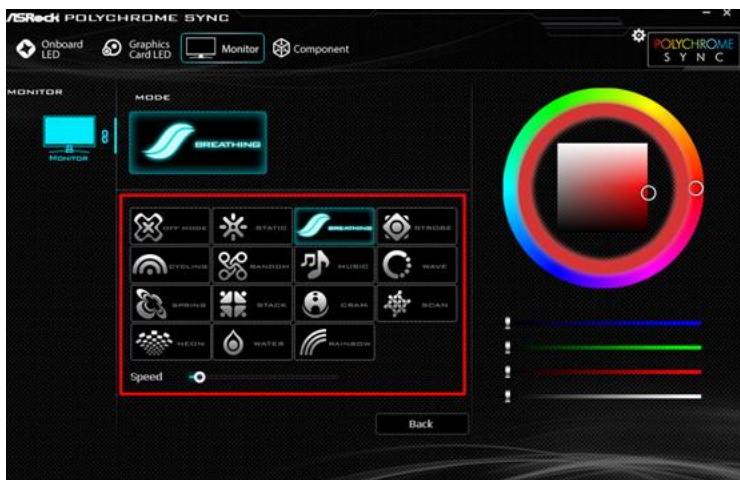 ASRock POLYCHROME SYNC
Onboard LED
Graphics Card LED
Monitor
Component
POLYCHROME
SYNC
MONITOR
MODE
MONITOR
BREATHING
OFF MODE
STATIC
BREATHING
STROBE
CYCLING
RANDOM
MUSIC
WAVE
SPRING
STACK
CRAM
SCAN
NEON
WATER
RAINBOW
Speed
Back